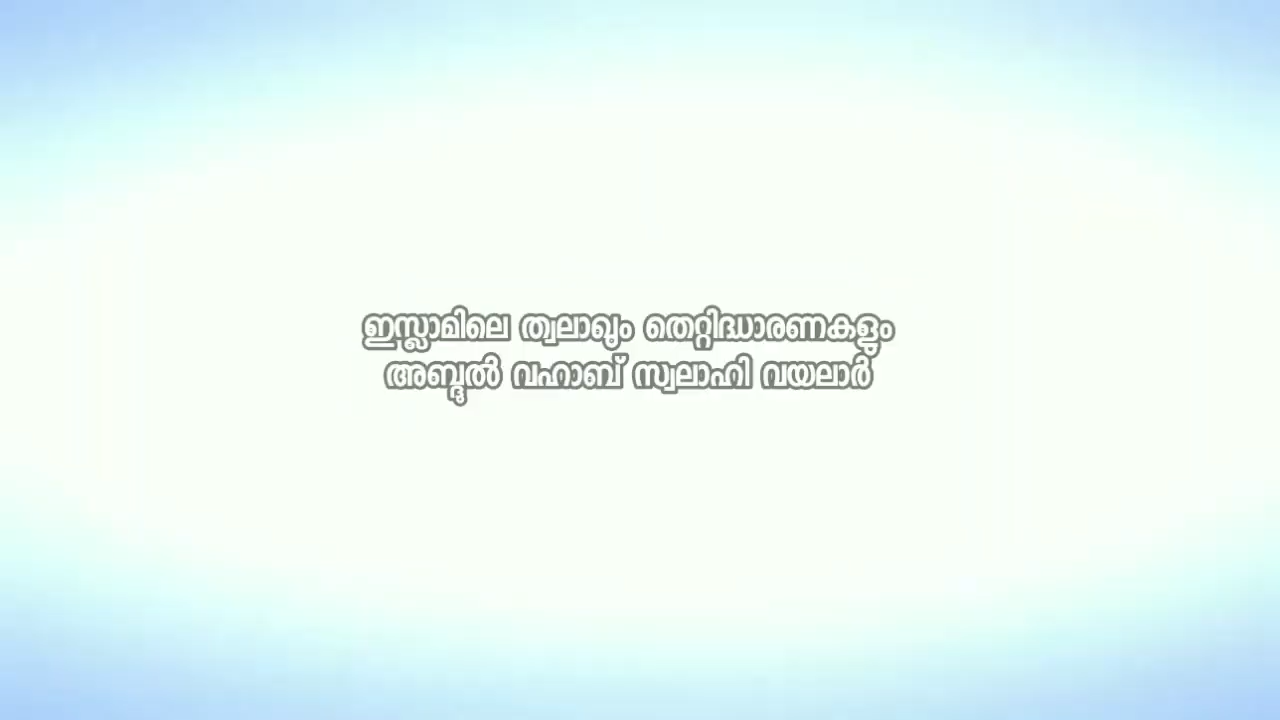 ഇസ്ലാമിലെ ത്വലാഖും തെറ്റിദ്ധാരണകളും
അബ്ദുൽ വഹാബ് സ്വലാഹി വയലാർ